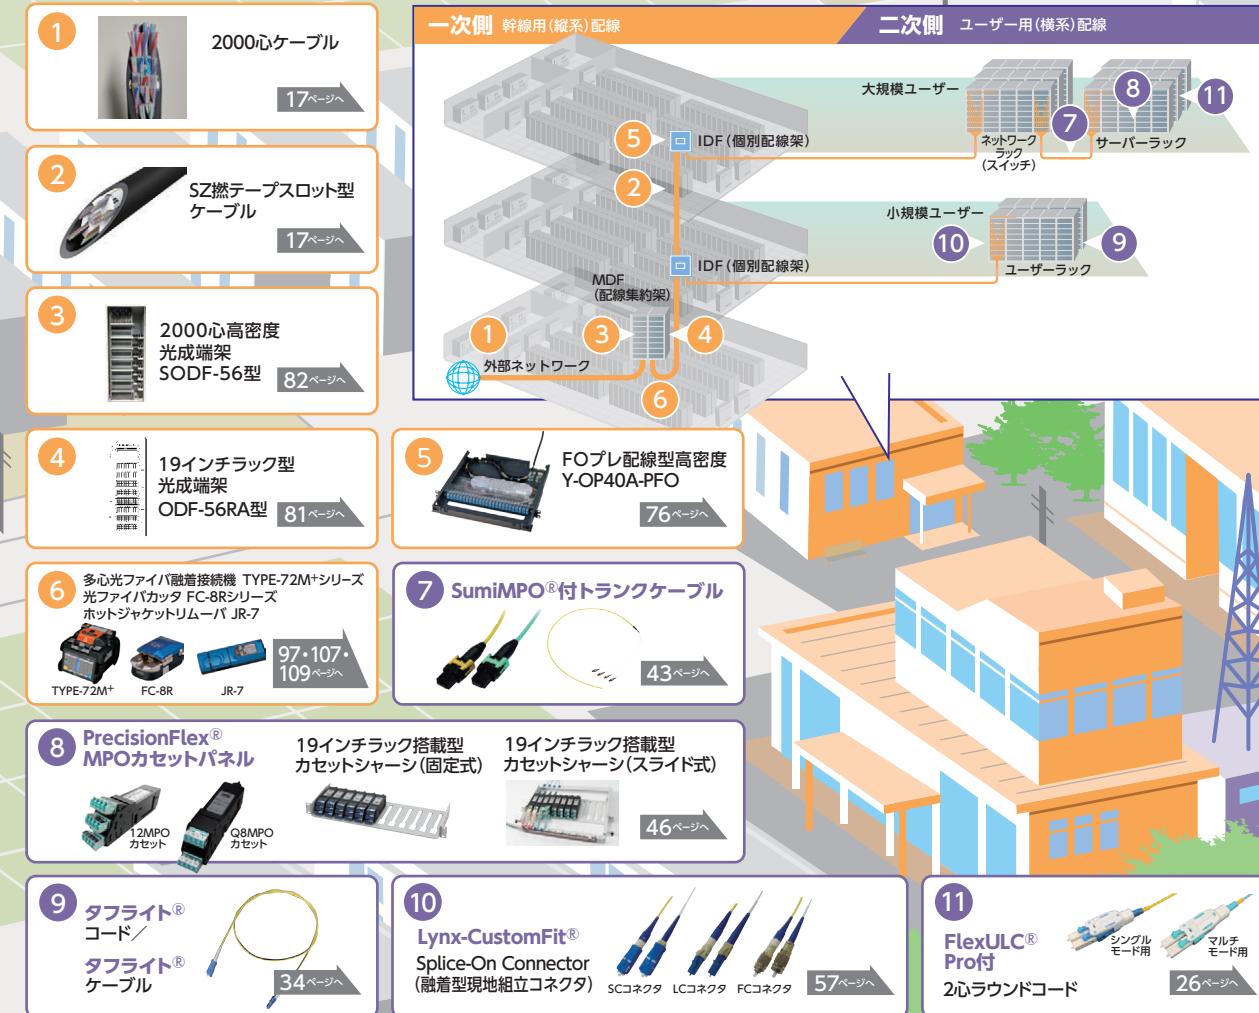 1
2000心ケーブル
17ページへ
2
SZ撚テープスロット型
ケーブル
17ページへ
3
2000心高密度
光成端架
SODF-56型
82ページへ
一次側 幹線用(縦系)配線
二次側 ユーザー用(横系)配線
大規模ユーザー
8
11
7
5
IDF(個別配線架)
ネットワーク
ラック
(スイッチ)
サーバーラック
2
小規模ユーザー
10
9
IDF(個別配線架)
ユーザーラック
MDF
(配線集約架)
1
3
4
外部ネットワーク
6
4
19インチラック型
光成端架
ODF-56RA型
81ページへ
5
FOプレ配線型高密度
Y-OP40A-PFO
76ページへ
6
多心光ファイバ融着接続機 TYPE-72M+シリーズ
光ファイバカッタ FC-8Rシリーズ
ホットジャケットリムーバ JR-7
TYPE-72M+
FC-8R
JR-7
97・107・
109ページへ
7
SumiMPO®付トランクケーブル
43ページへ
8
PrecisionFlex®
MPOカセットパネル
12MPO
カセット
Q8MPO
カセット
19インチラック搭載型
カセットシャーシ(固定式)
19インチラック搭載型
カセットシャーシ(スライド式)
46ページへ
9
タフライト®
コード/
タフライト®
ケーブル
34ページへ
10
Lynx-CustomFit®
Splice-On Connector
(融着型現地組立コネクタ)
SCコネクタ
LCコネクタ
FCコネクタ
57ページへ
11
FlexULC®
Pro付
2心ラウンドコード
シングル
モード用
マルチ
モード用
26ページへ